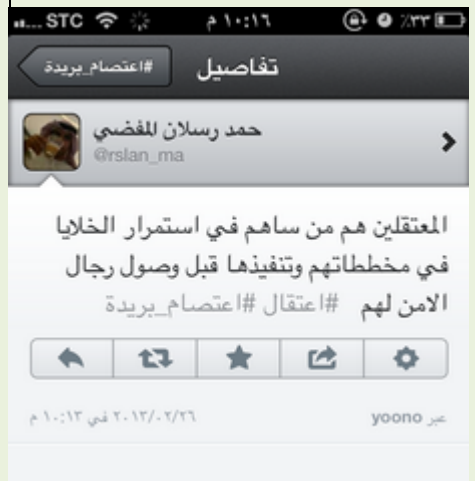 STC ١٠:١٦ م ٪٣٣
#اعتصام_بريدة تفاصيل
حمد رسلان المفضي
@rslan_ma
المعتقلين هم من ساهم في استمرار الخلايا
في مخططاتهم وتنفيذها قبل وصول رجال
الامن لهم #اعتقال #اعتصام_بريدة
٢٠١٣/٠٢/٢٦ في ١٠:١٣ م
عبر yoono